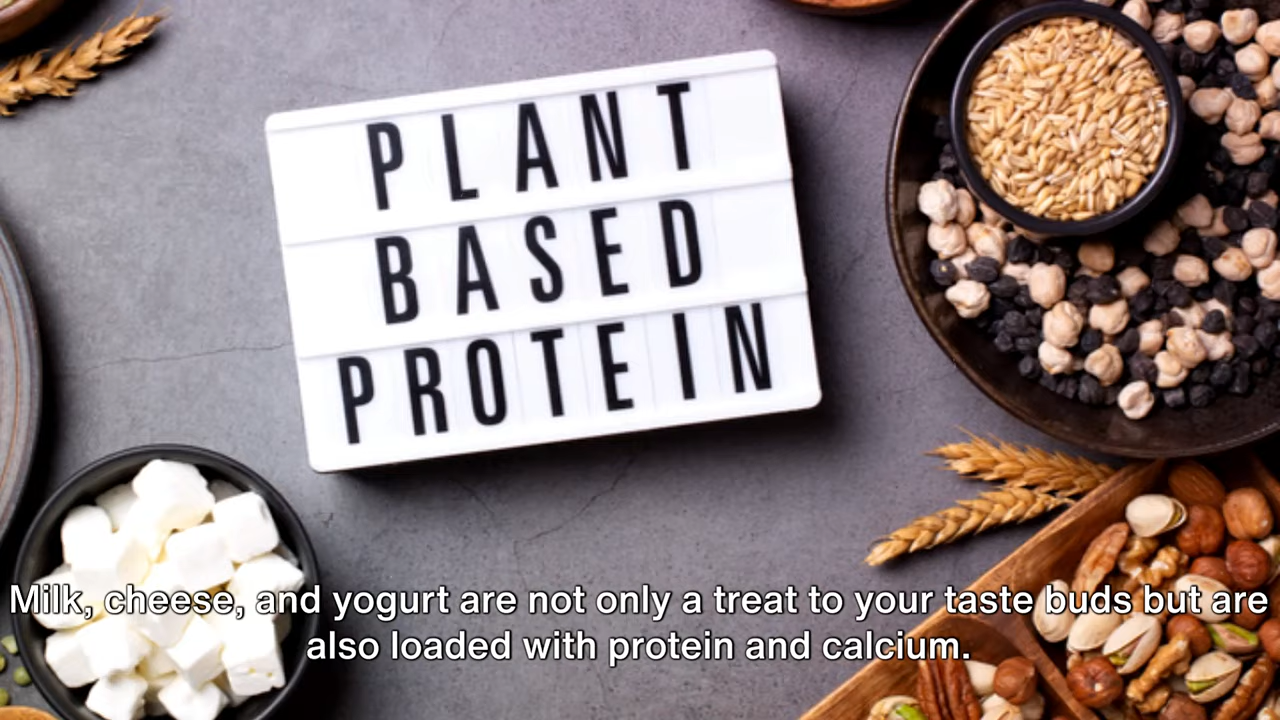 PLANT
BASED
PROTEIN
Milk, cheese, and yogurt are not only a treat to your taste buds but are
also loaded with protein and calcium.